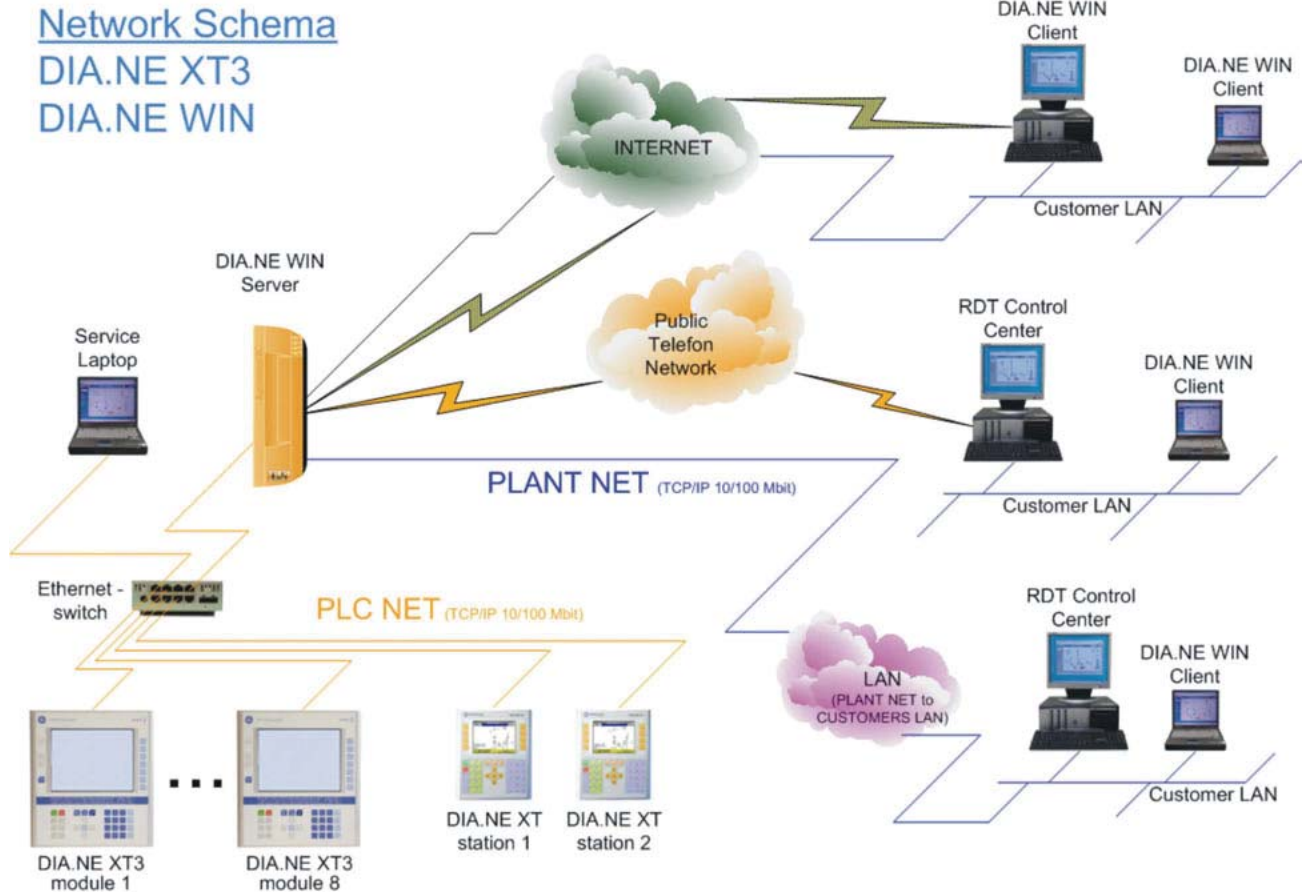 Network Schema
DIA.NE XT3
DIA.NE WIN
DIA.NE WIN
Client
DIA.NE WIN
Client
INTERNET
Customer LAN
DIA.NE WIN
Server
Service
Laptop
Public
Telefon
Network
RDT Control
Center
DIA.NE WIN
Client
PLANT NET (TCP/IP 10/100 Mbit)
Customer LAN
Ethernet -
switch
PLC NET (TCP/IP 10/100 Mbit)
RDT Control
Center
DIA.NE WIN
Client
LAN
(PLANT NET to
CUSTOMERS LAN)
Customer LAN
DIA.NE XT3
module 1
DIA.NE XT3
module 8
DIA.NE XT
station 1
DIA.NE XT
station 2